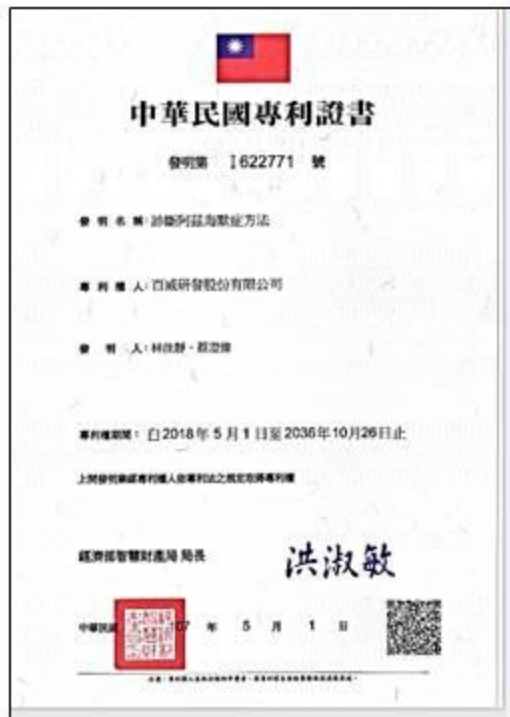 中華民國專利證書
發明第 I622771 號
發明名稱:診斷阿茲海默症方法
專利權人:百威研發股份有限公司
發明人:
專利權期間:自2018年5月1日至2036年10月26日止
上開發明業經專利權人依專利法之規定取得專利權
經濟部智慧財產局 局長
洪淑敏
中華民國 107 年 5 月 1 日